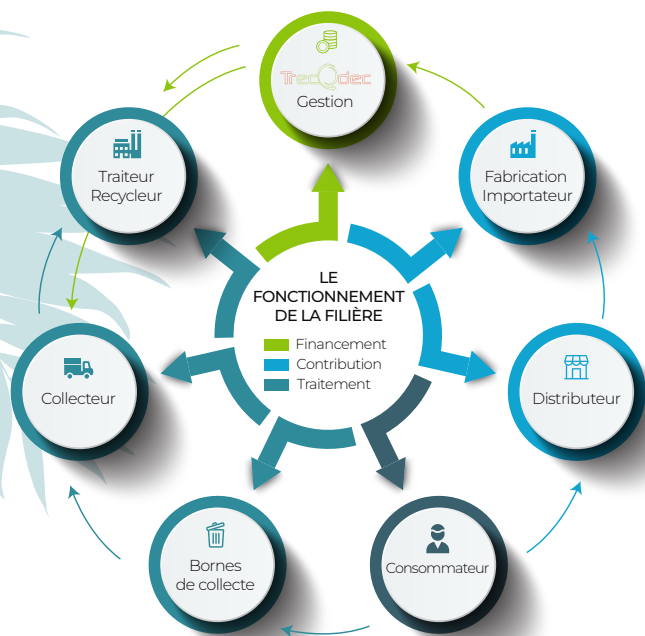 TrecOdec
Gestion
Fabrication
Importateur
Distributeur
Consommateur
Bornes
de collecte
Collecteur
Traiteur
Recycleur
LE
FONCTIONNEMENT
DE LA FILIÈRE
Financement
Contribution
Traitement